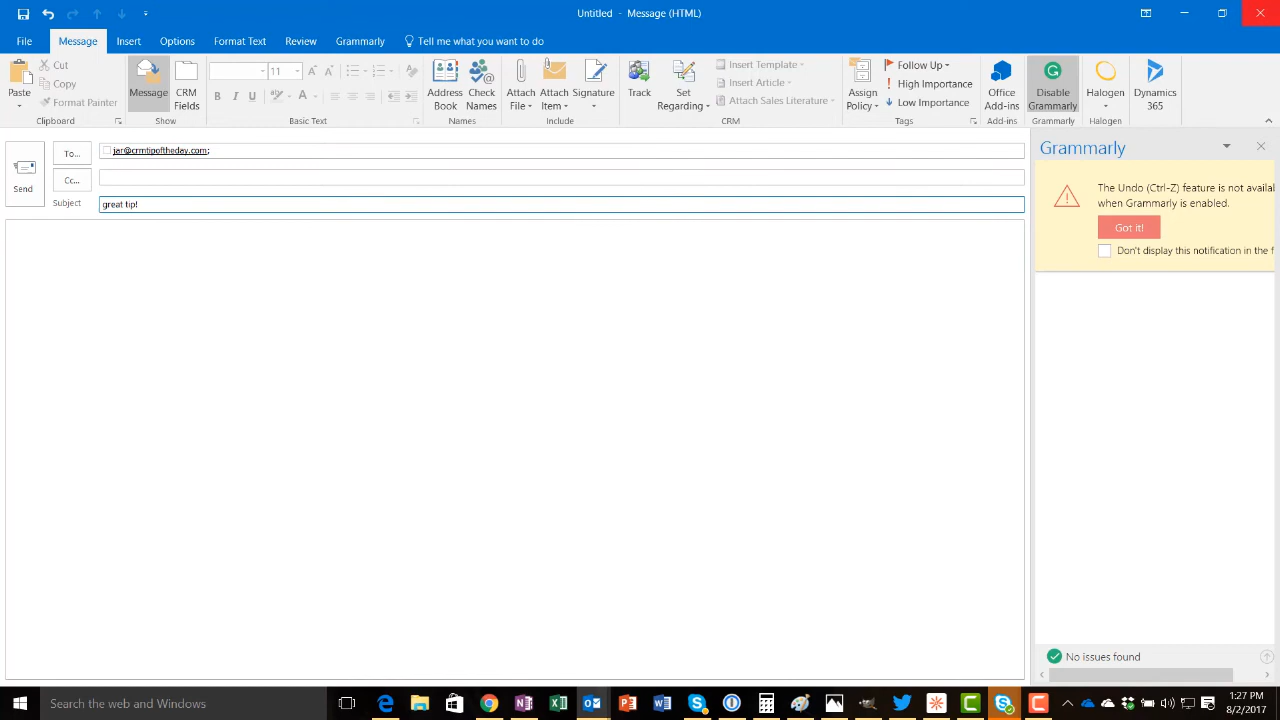 Untitled - Message (HTML)
File Message Insert Options Format Text Review Grammarly Tell me what you want to do
Paste
Cut
Copy
Format Painter
Clipboard
Message
CRM Fields
Show
11
B I U A
Basic Text
Address Book
Check Names
Names
Attach File
Attach Item
Signature
Include
Track
Set Regarding
Insert Template
Insert Article
Attach Sales Literature
CRM
Assign Policy
Follow Up
High Importance
Low Importance
Tags
Office Add-ins
Add-ins
Disable Grammarly
Grammarly
Halogen
Halogen
Dynamics 365
Send
To...
jar@crmtipoftheday.com;
Cc...
Subject
great tip!
Grammarly
The Undo (Ctrl-Z) feature is not availa
when Grammarly is enabled.
Got it!
Don't display this notification in the f
No issues found
Search the web and Windows
1:27 PM
8/2/2017